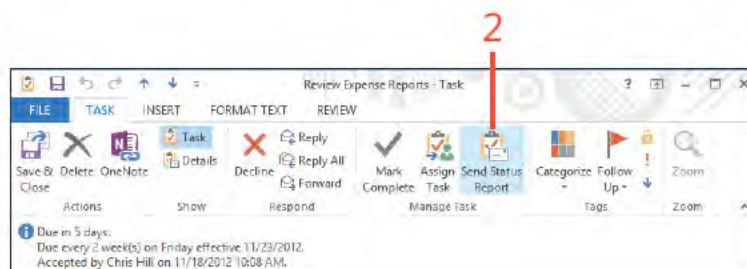 2
Review Expense Reports - Task
?
FILE TASK INSERT FORMAT TEXT REVIEW
Save & Close
Delete
OneNote
Actions
Task
Details
Show
Decline
Reply
Reply All
Forward
Respond
Mark Complete
Assign Task
Send Status Report
Manage Task
Categorize
Follow Up
Tags
Zoom
Zoom
Due in 5 days.
Due every 2 week(s) on Friday effective 11/23/2012.
Accepted by Chris Hill on 11/18/2012 10:08 AM.